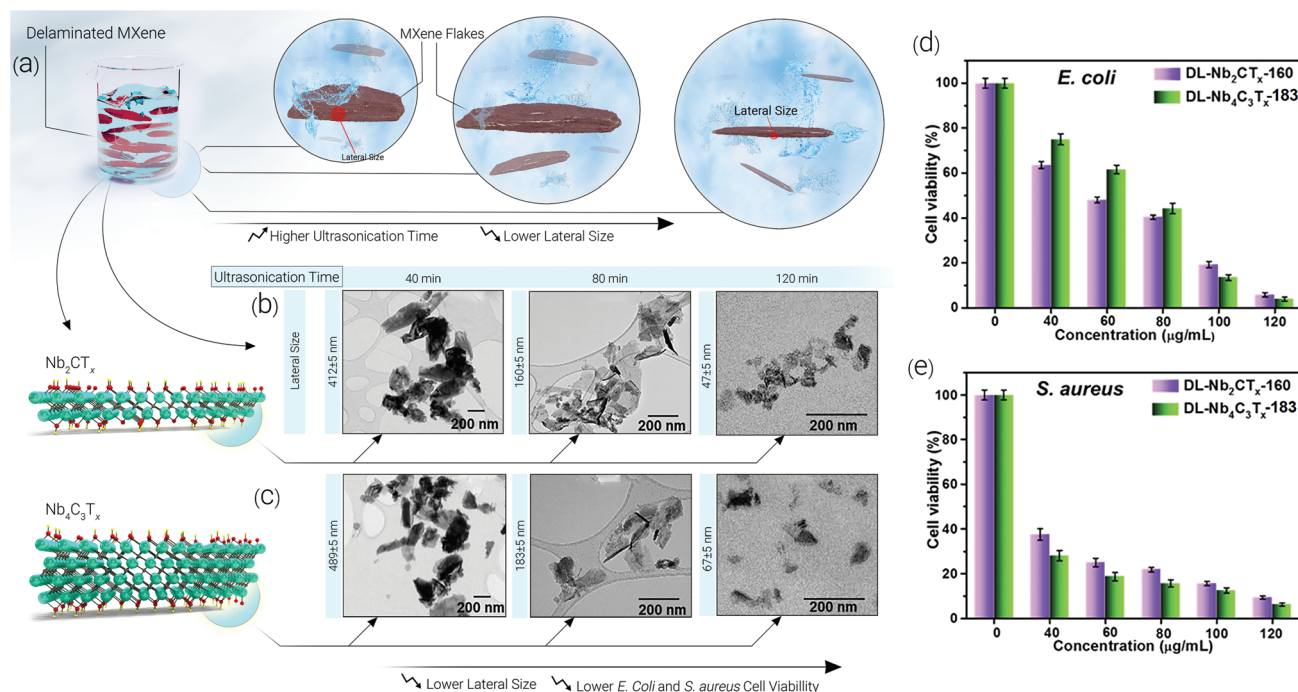 (a)
Delaminated MXene
MXene Flakes
Lateral Size
Lateral Size
Higher Ultrasonication Time
Lower Lateral Size
Ultrasonication Time
40 min
80 min
120 min
(b)
Lateral Size
412±5 nm
200 nm
160±5 nm
200 nm
47±5 nm
200 nm
Nb₂CTₓ
(c)
Nb₄C₃Tₓ
489±5 nm
200 nm
183±5 nm
200 nm
67±5 nm
200 nm
Lower Lateral Size
Lower E. Coli and S. aureus Cell Viabillity
(d)
E. coli
DL-Nb₂CTₓ-160
DL-Nb₄C₃Tₓ-183
Cell viability (%)
100
80
60
40
20
0
0 40 60 80 100 120
Concentration (µg/mL)
(e)
S. aureus
DL-Nb₂CTₓ-160
DL-Nb₄C₃Tₓ-183
Cell viability (%)
100
80
60
40
20
0
0 40 60 80 100 120
Concentration (µg/mL)